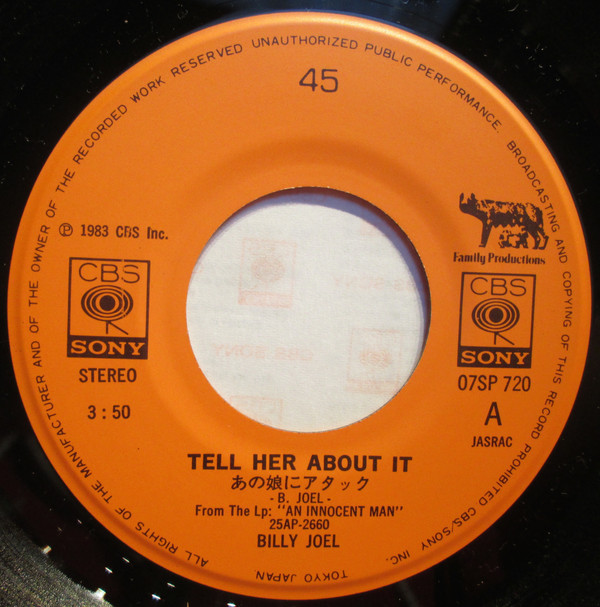 ALL RIGHTS OF THE MANUFACTURER AND OF THE OWNER OF THE RECORDED WORK RESERVED UNAUTHORIZED PUBLIC PERFORMANCE. BROADCASTING AND COPYING OF THIS RECORD PROHIBITED CBS/SONY INC. TOKYO JAPAN
45
Ⓟ 1983 CBS Inc.
CBS
SONY
STEREO
3:50
Family Productions
CBS
SONY
07SP 720
A
JASRAC
TELL HER ABOUT IT
あの娘にアタック
- B. JOEL -
From The Lp: "AN INNOCENT MAN"
25AP-2660
BILLY JOEL
CBS/SONY